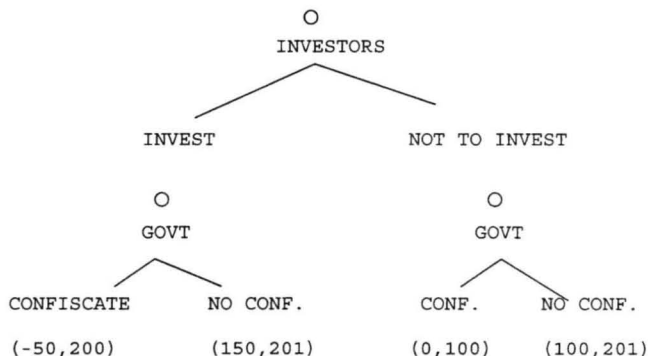 INVESTORS
INVEST NOT TO INVEST
GOVT GOVT
CONFISCATE NO CONF. CONF. NO CONF.
(-50,200) (150,201) (0,100) (100,201)